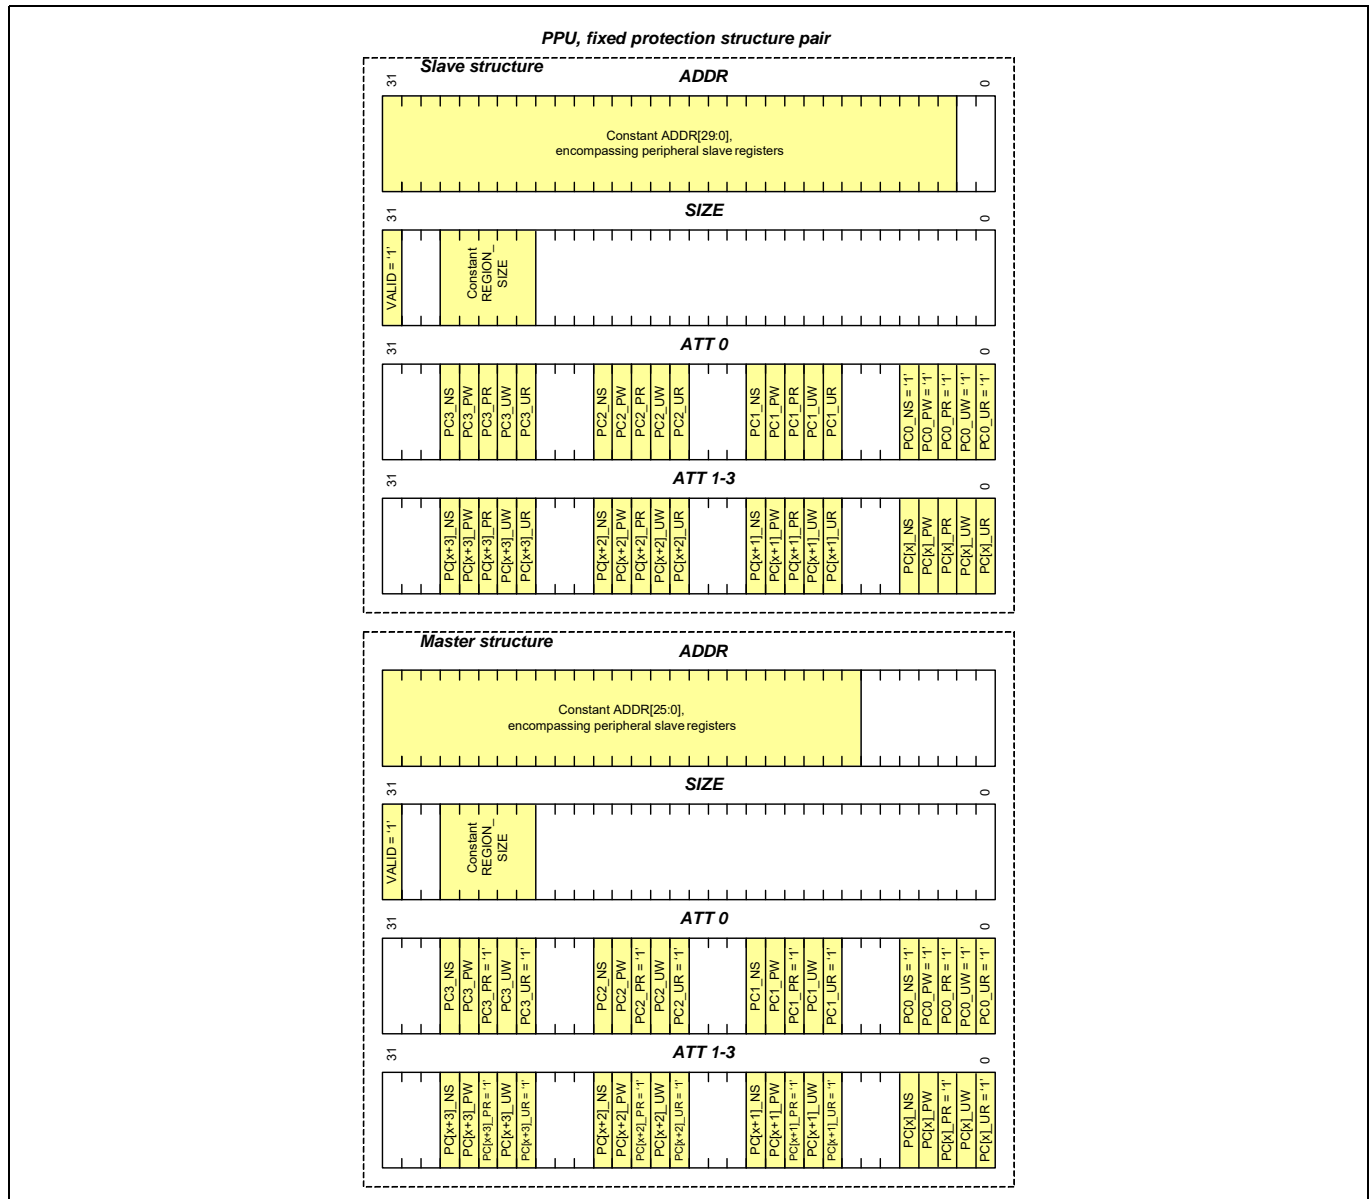 PPU, fixed protection structure pair
Slave structure
ADDR
31
0
Constant ADDR[29:0],
encompassing peripheral slave registers
SIZE
31
0
VALID = '1'
Constant
REGION_
SIZE
ATT 0
31
0
PC3_NS
PC3_PW
PC3_PR
PC3_UW
PC3_UR
PC2_NS
PC2_PW
PC2_PR
PC2_UW
PC2_UR
PC1_NS
PC1_PW
PC1_PR
PC1_UW
PC1_UR
PC0_NS = '1'
PC0_PW = '1'
PC0_PR = '1'
PC0_UW = '1'
PC0_UR = '1'
ATT 1-3
31
0
PC[x+3]_NS
PC[x+3]_PW
PC[x+3]_PR
PC[x+3]_UW
PC[x+3]_UR
PC[x+2]_NS
PC[x+2]_PW
PC[x+2]_PR
PC[x+2]_UW
PC[x+2]_UR
PC[x+1]_NS
PC[x+1]_PW
PC[x+1]_PR
PC[x+1]_UW
PC[x+1]_UR
PC[x]_NS
PC[x]_PW
PC[x]_PR
PC[x]_UW
PC[x]_UR
Master structure
ADDR
Constant ADDR[25:0],
encompassing peripheral slave registers
SIZE
31
0
VALID = '1'
Constant
REGION_
SIZE
ATT 0
31
0
PC3_NS
PC3_PW
PC3_PR = '1'
PC3_UW
PC3_UR = '1'
PC2_NS
PC2_PW
PC2_PR = '1'
PC2_UW
PC2_UR = '1'
PC1_NS
PC1_PW
PC1_PR = '1'
PC1_UW
PC1_UR = '1'
PC0_NS = '1'
PC0_PW = '1'
PC0_PR = '1'
PC0_UW = '1'
PC0_UR = '1'
ATT 1-3
31
0
PC[x+3]_NS
PC[x+3]_PW
PC[x+3]_PR = '1'
PC[x+3]_UW
PC[x+3]_UR = '1'
PC[x+2]_NS
PC[x+2]_PW
PC[x+2]_PR = '1'
PC[x+2]_UW
PC[x+2]_UR = '1'
PC[x+1]_NS
PC[x+1]_PW
PC[x+1]_PR = '1'
PC[x+1]_UW
PC[x+1]_UR = '1'
PC[x]_NS
PC[x]_PW
PC[x]_PR = '1'
PC[x]_UW
PC[x]_UR = '1'